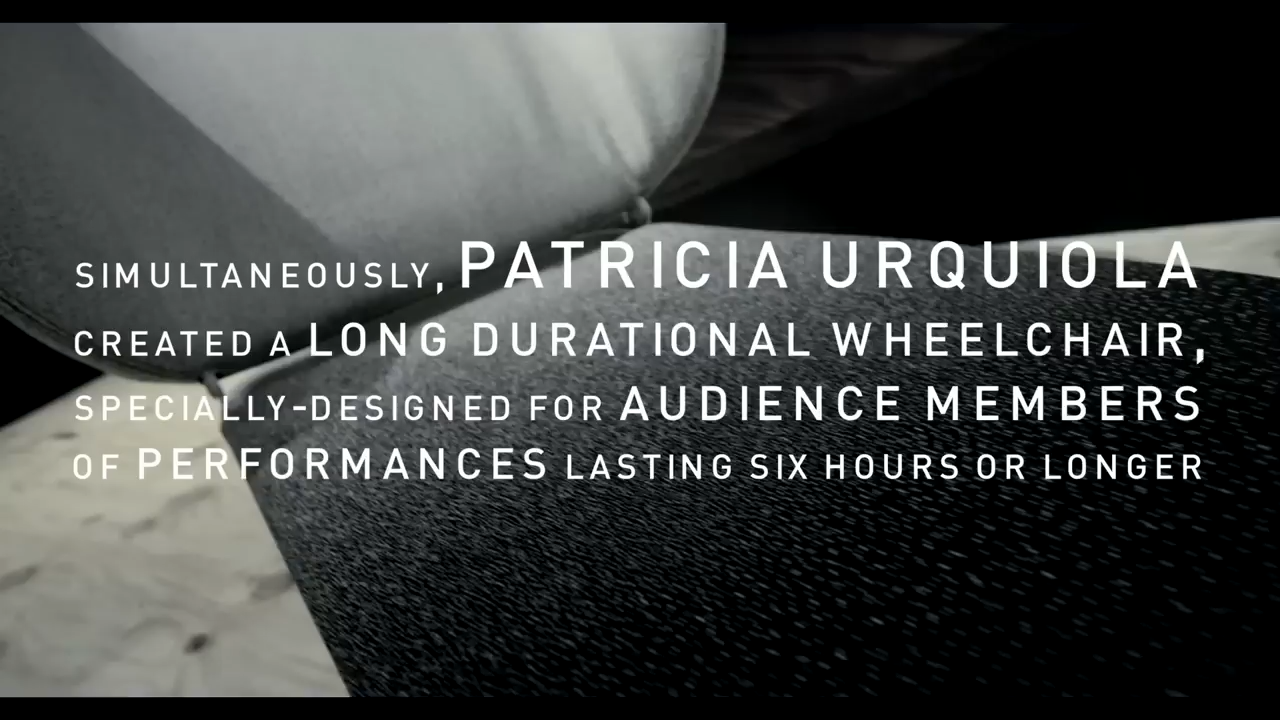 SIMULTANEOUSLY, PATRICIA URQUIOLA
CREATED A LONG DURATIONAL WHEELCHAIR,
SPECIALLY-DESIGNED FOR AUDIENCE MEMBERS
OF PERFORMANCES LASTING SIX HOURS OR LONGER